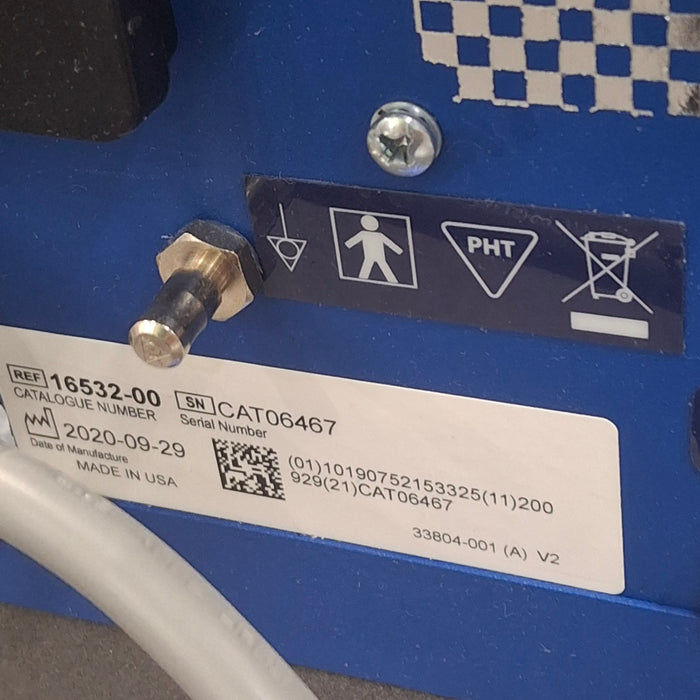 PHT
REF 16532-00
CATALOGUE NUMBER
SN CAT06467
Serial Number
2020-09-29
Date of Manufacture
MADE IN USA
(01)10190752153325(11)200
929(21)CAT06467
33804-001 (A) V2